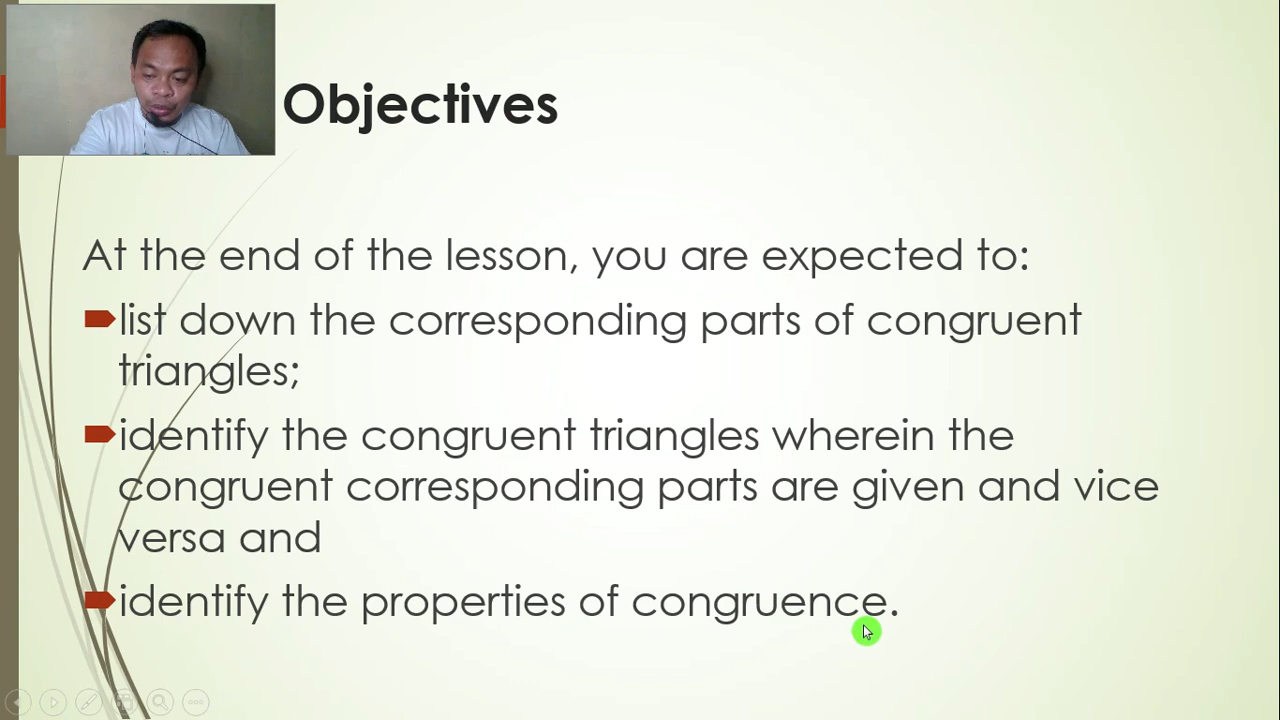 Objectives
At the end of the lesson, you are expected to:
list down the corresponding parts of congruent
triangles;
identify the congruent triangles wherein the
congruent corresponding parts are given and vice
versa and
identify the properties of congruence.